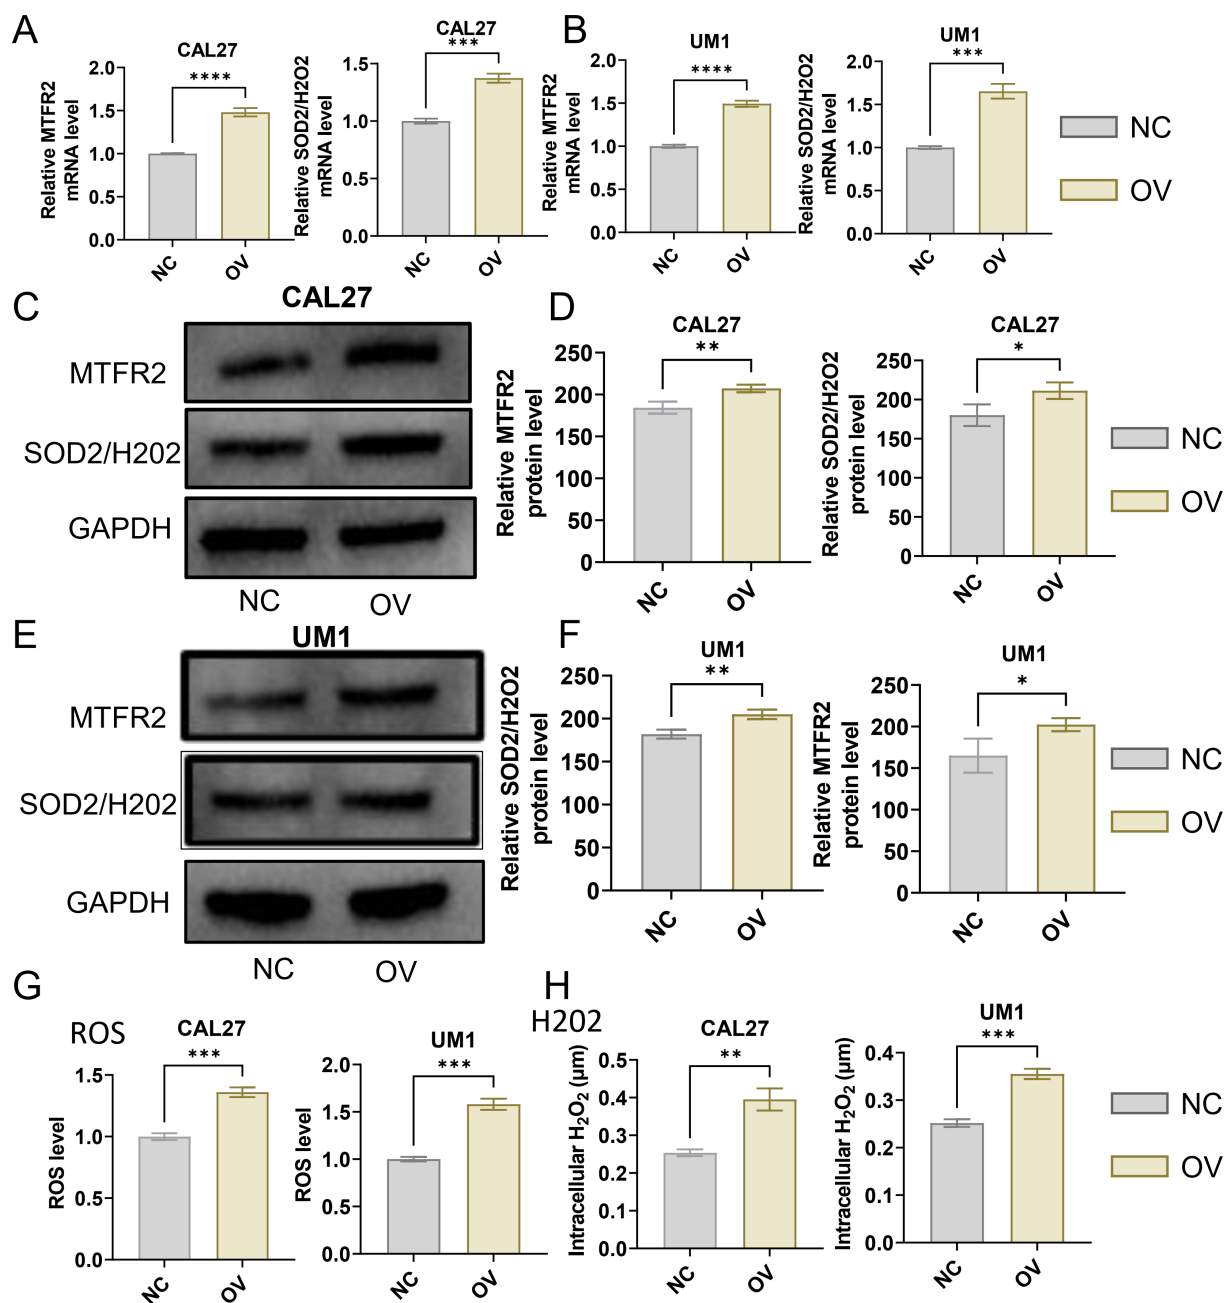 A
CAL27
****
Relative MTFR2
mRNA level
2.0
1.5
1.0
0.5
0.0
NC
OV
CAL27
***
Relative SOD2/H2O2
mRNA level
1.5
1.0
0.5
0.0
NC
OV
B
UM1
****
Relative MTFR2
mRNA level
2.0
1.5
1.0
0.5
0.0
NC
OV
UM1
***
Relative SOD2/H2O2
mRNA level
2.0
1.5
1.0
0.5
0.0
NC
OV
NC
OV
C
CAL27
MTFR2
SOD2/H202
GAPDH
NC
OV
D
CAL27
**
Relative MTFR2
protein level
250
200
150
100
50
0
NC
OV
CAL27
*
Relative SOD2/H2O2
protein level
250
200
150
100
50
0
NC
OV
NC
OV
E
UM1
MTFR2
SOD2/H202
GAPDH
NC
OV
F
UM1
**
Relative SOD2/H2O2
protein level
250
200
150
100
50
0
NC
OV
UM1
*
Relative MTFR2
protein level
250
200
150
100
50
0
NC
OV
NC
OV
G
ROS
CAL27
***
ROS level
1.5
1.0
0.5
0.0
NC
OV
UM1
***
ROS level
2.0
1.5
1.0
0.5
0.0
NC
OV
H
H202
CAL27
**
Intracellular H₂O₂ (μm)
0.5
0.4
0.3
0.2
0.1
0.0
NC
OV
UM1
***
Intracellular H₂O₂ (μm)
0.4
0.3
0.2
0.1
0.0
NC
OV
NC
OV